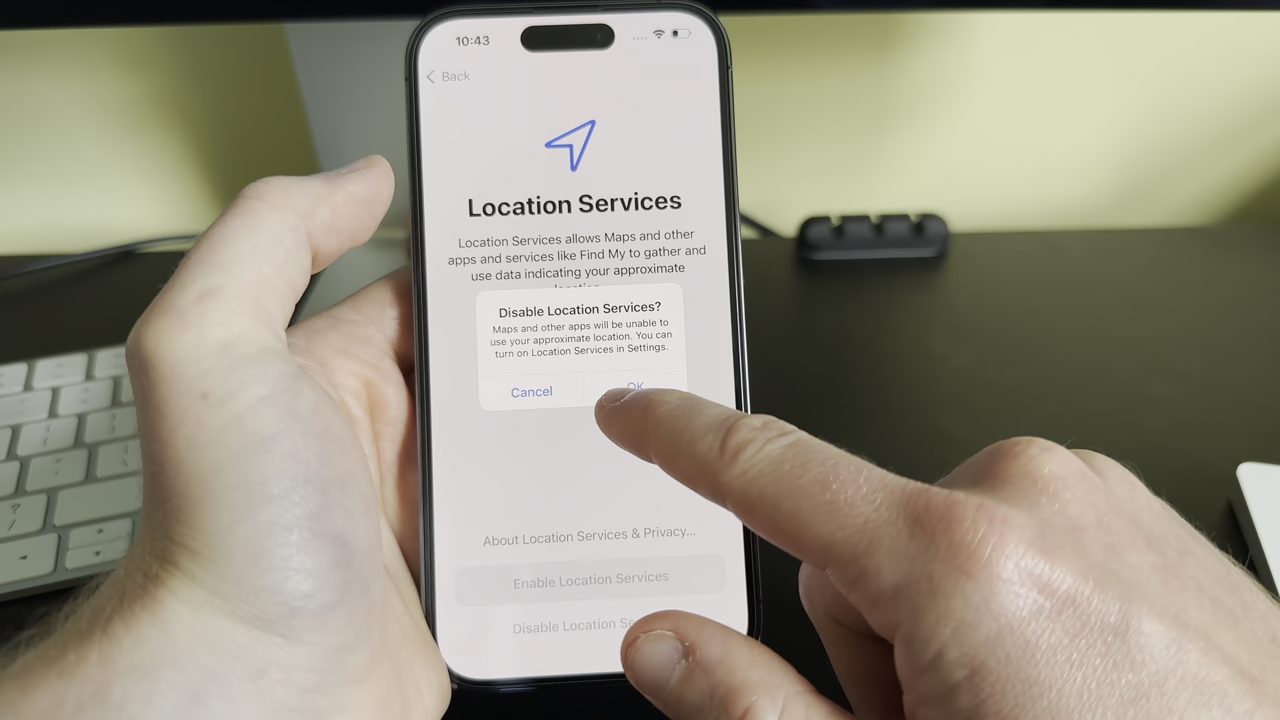 10:43
Back
Location Services
Location Services allows Maps and other
apps and services like Find My to gather and
use data indicating your approximate
Disable Location Services?
Maps and other apps will be unable to
use your approximate location. You can
turn on Location Services in Settings.
Cancel
OK
About Location Services & Privacy...
Enable Location Services
Disable Location Se
?
/